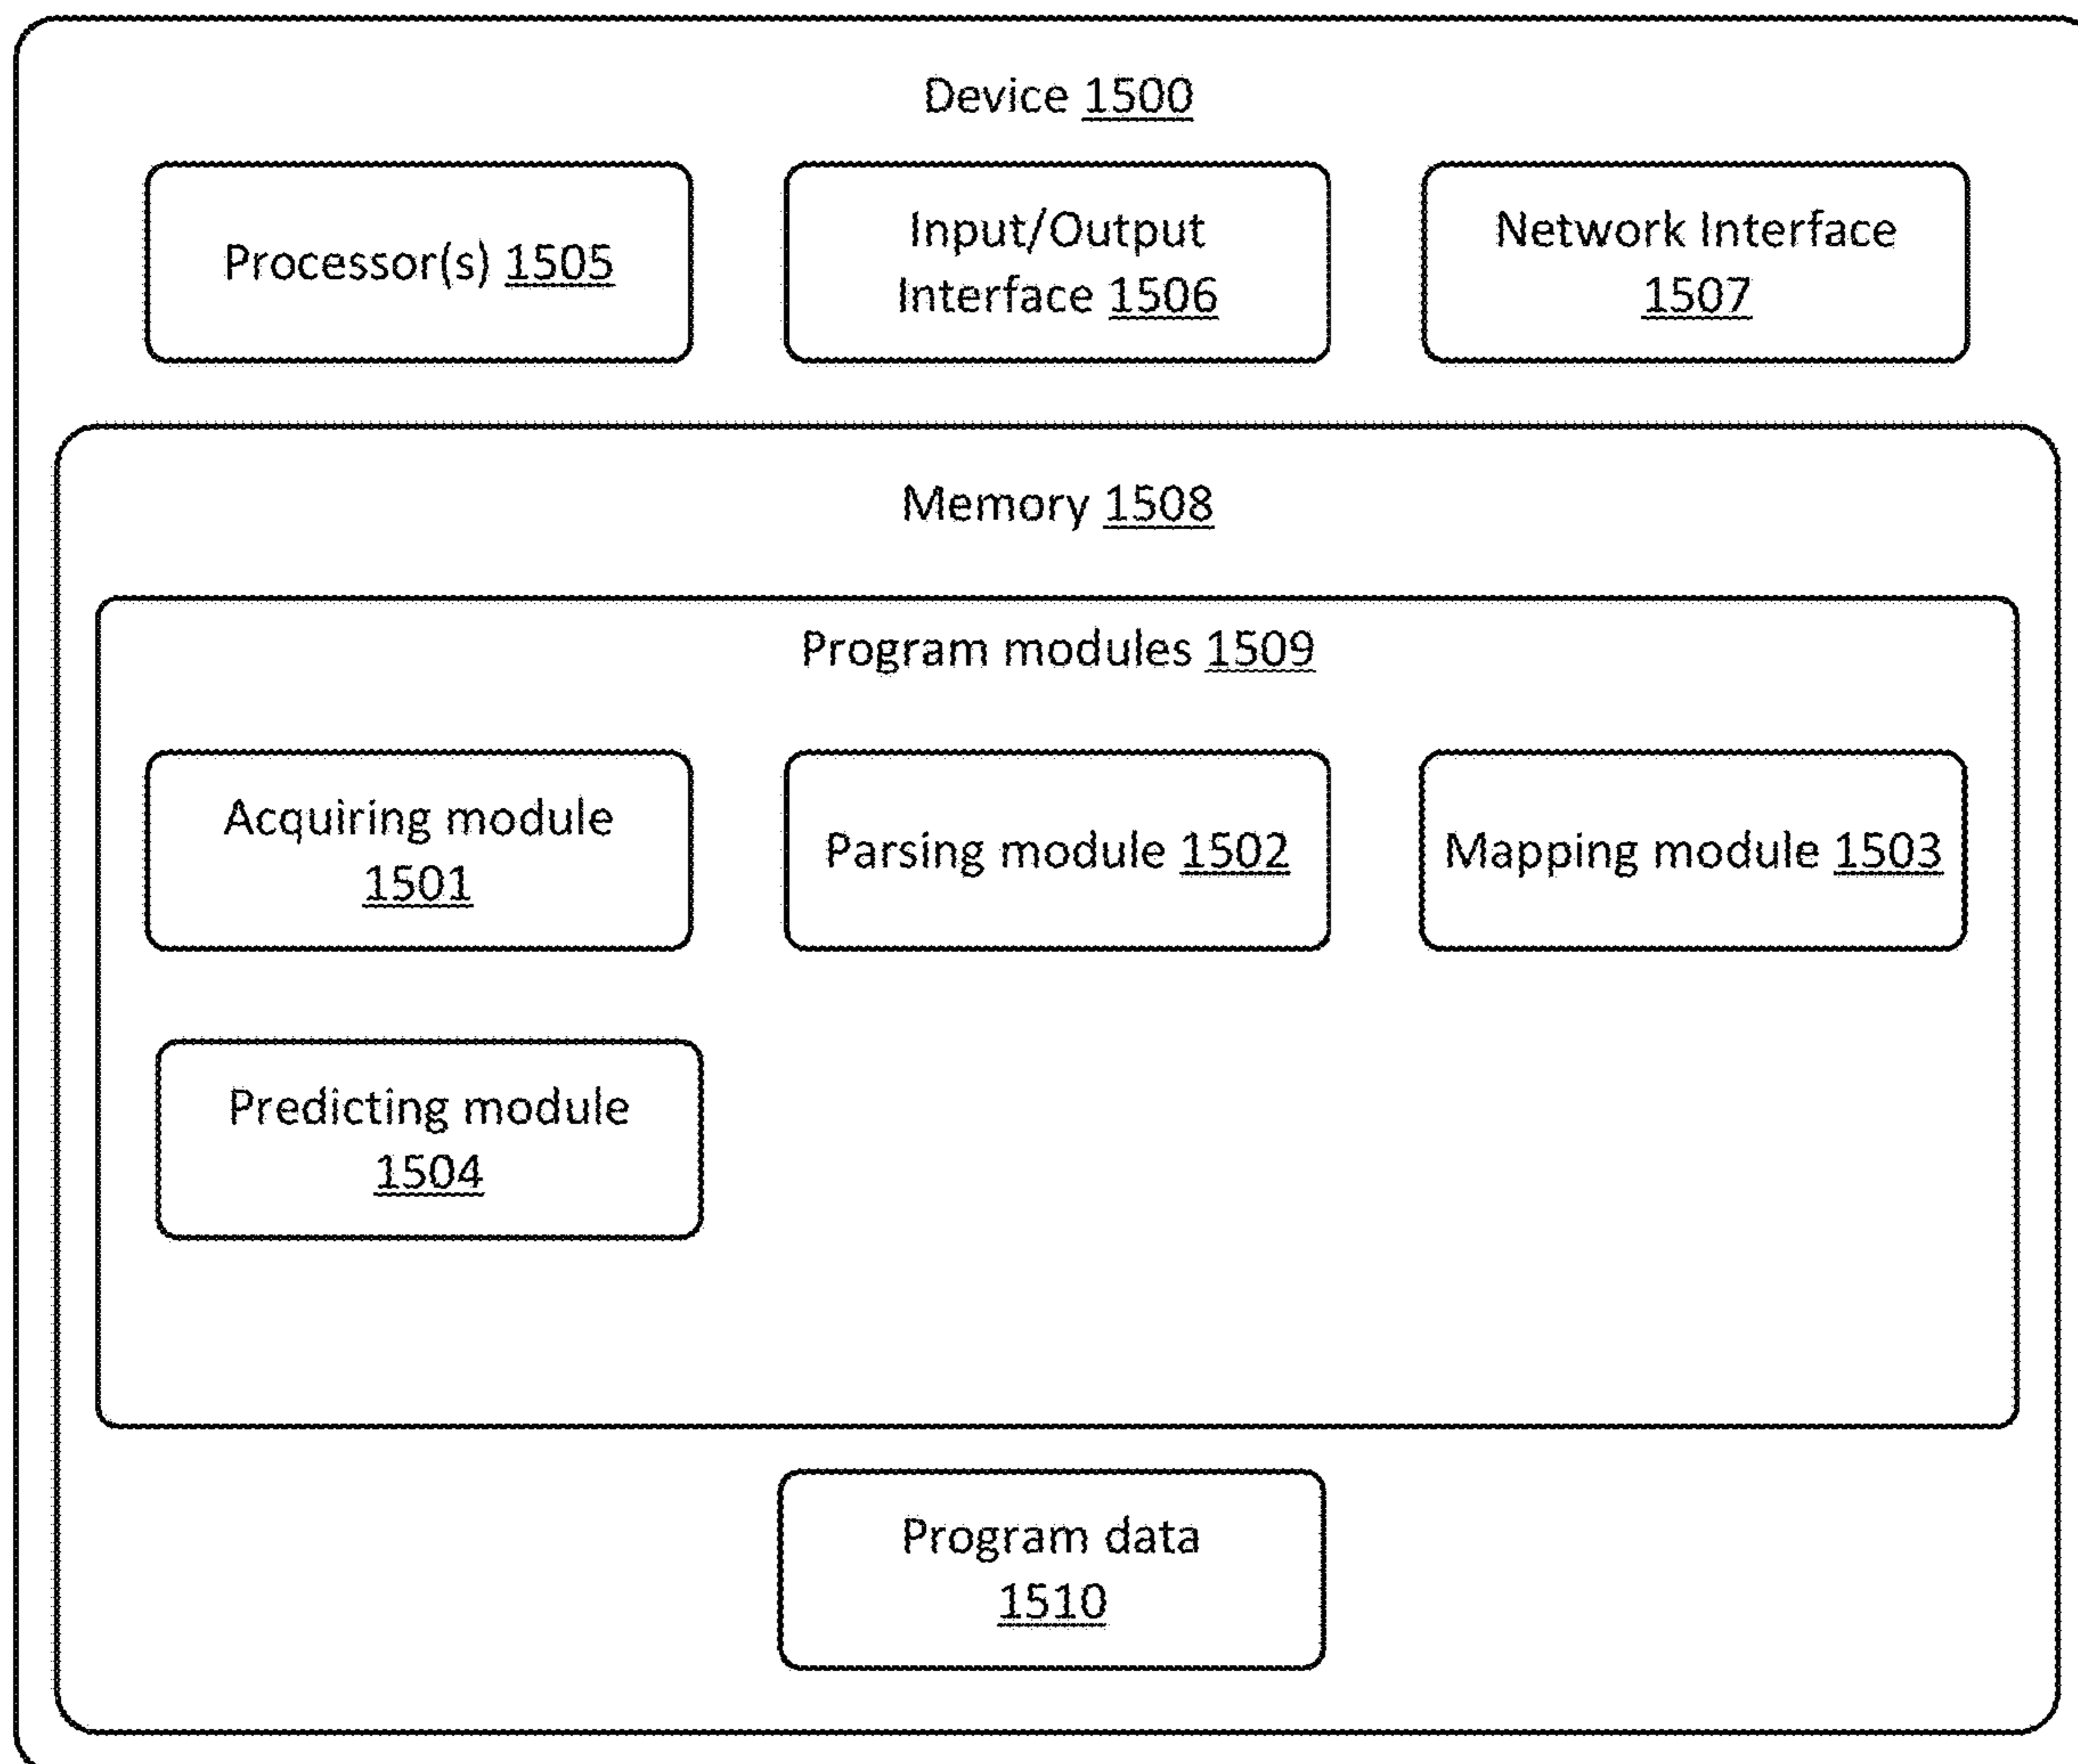 Device 1500
Processor(s) 1505
Input/Output
Interface 1506
Network Interface
1507
Memory 1508
Program modules 1509
Acquiring module
1501
Parsing module 1502
Mapping module 1503
Predicting module
1504
Program data
1510